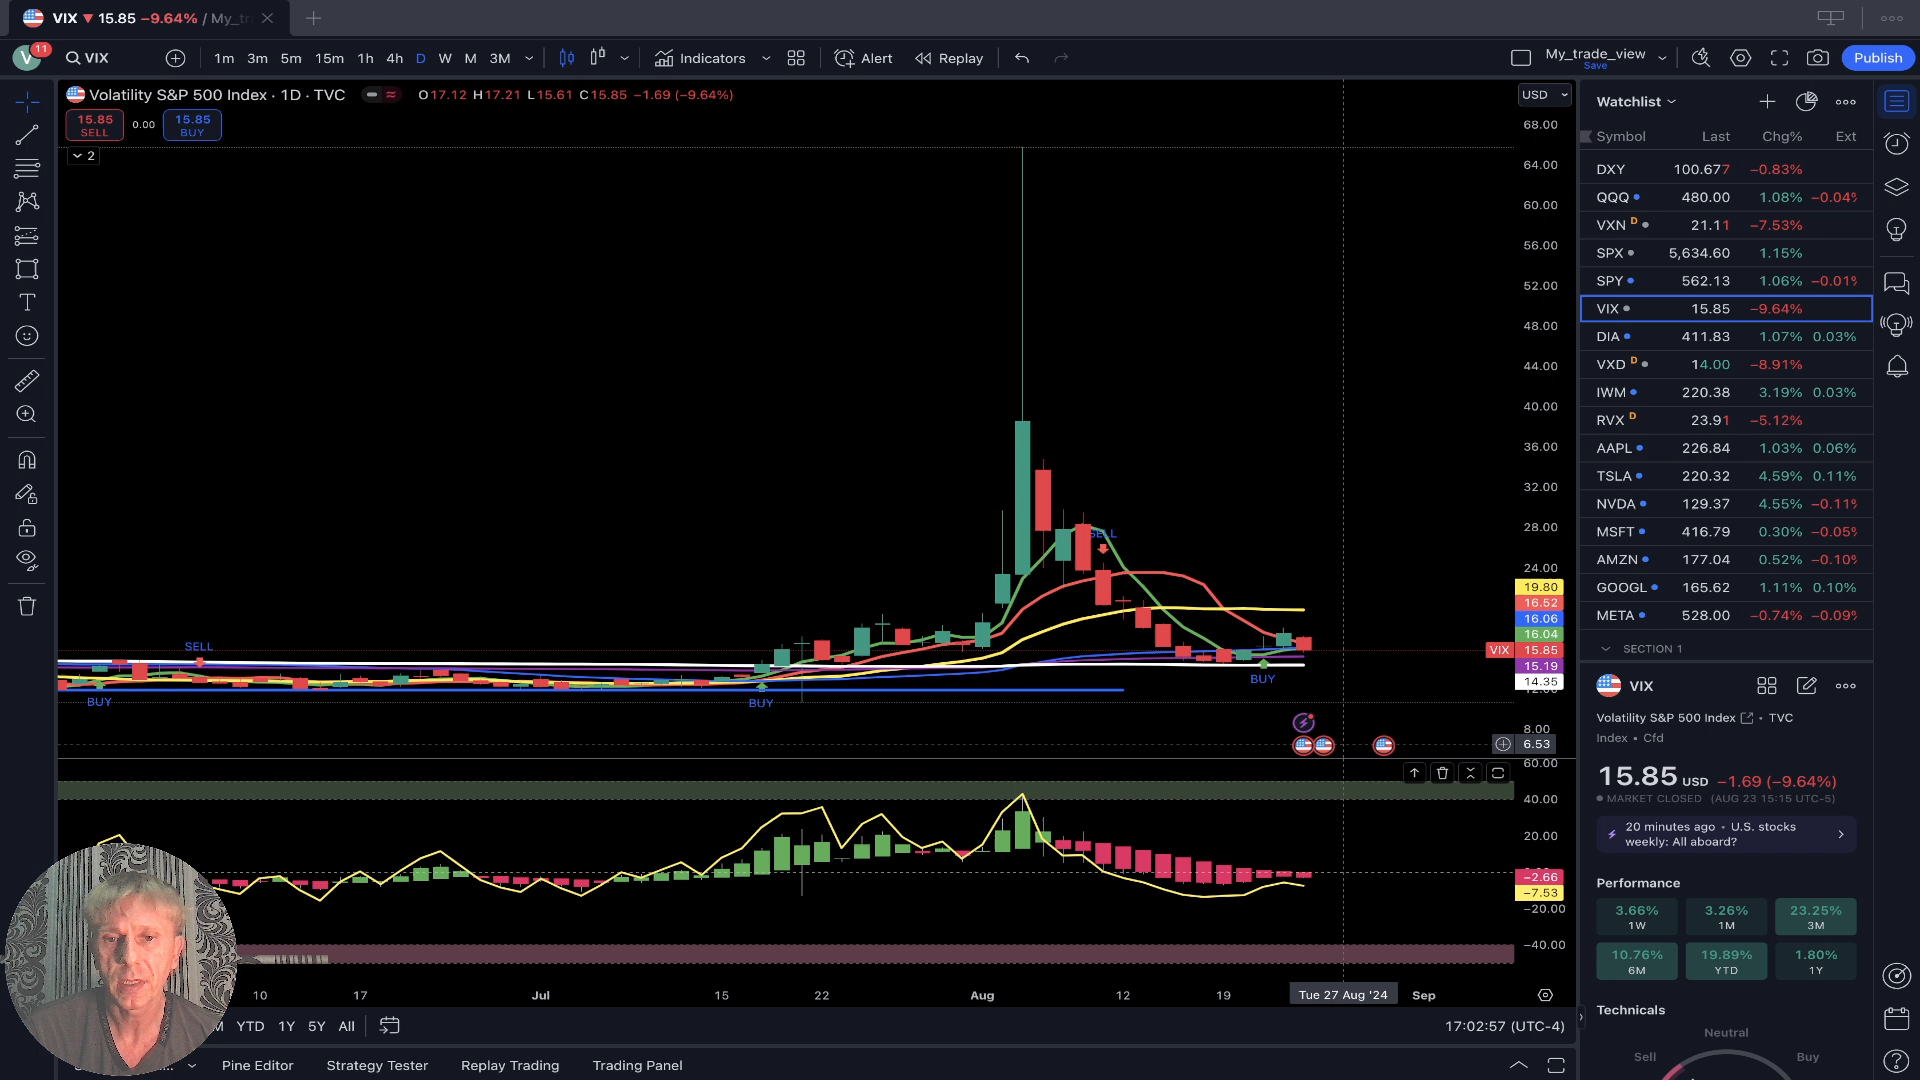 VIX ▼ 15.85 −9.64% / My_tr
11
V
VIX
1m 3m 5m 15m 1h 4h D W M 3M
Indicators
Alert
Replay
My_trade_view
Save
Publish
Volatility S&P 500 Index · 1D · TVC
O17.12 H17.21 L15.61 C15.85 −1.69 (−9.64%)
15.85
SELL
0.00
15.85
BUY
2
USD
68.00
64.00
60.00
56.00
52.00
48.00
44.00
40.00
36.00
32.00
28.00
24.00
19.80
16.52
16.06
16.04
VIX 15.85
15.19
14.35
12.00
8.00
6.53
SELL
BUY
BUY
SELL
BUY
60.00
40.00
20.00
−2.66
−7.53
−20.00
−40.00
10 17 Jul 15 22 Aug 12 19 Tue 27 Aug '24 Sep
M YTD 1Y 5Y All
17:02:57 (UTC-4)
Pine Editor Strategy Tester Replay Trading Trading Panel
Watchlist
Symbol Last Chg% Ext
DXY 100.677 −0.83%
QQQ 480.00 1.08% −0.04%
VXN D 21.11 −7.53%
SPX 5,634.60 1.15%
SPY 562.13 1.06% −0.01%
VIX 15.85 −9.64%
DIA 411.83 1.07% 0.03%
VXD D 14.00 −8.91%
IWM 220.38 3.19% 0.03%
RVX D 23.91 −5.12%
AAPL 226.84 1.03% 0.06%
TSLA 220.32 4.59% 0.11%
NVDA 129.37 4.55% −0.11%
MSFT 416.79 0.30% −0.05%
AMZN 177.04 0.52% −0.10%
GOOGL 165.62 1.11% 0.10%
META 528.00 −0.74% −0.09%
SECTION 1
VIX
Volatility S&P 500 Index • TVC
Index • Cfd
15.85 USD −1.69 (−9.64%)
MARKET CLOSED (AUG 23 15:15 UTC-5)
20 minutes ago • U.S. stocks
weekly: All aboard?
Performance
3.66% 3.26% 23.25%
1W 1M 3M
10.76% 19.89% 1.80%
6M YTD 1Y
Technicals
Neutral
Sell Buy